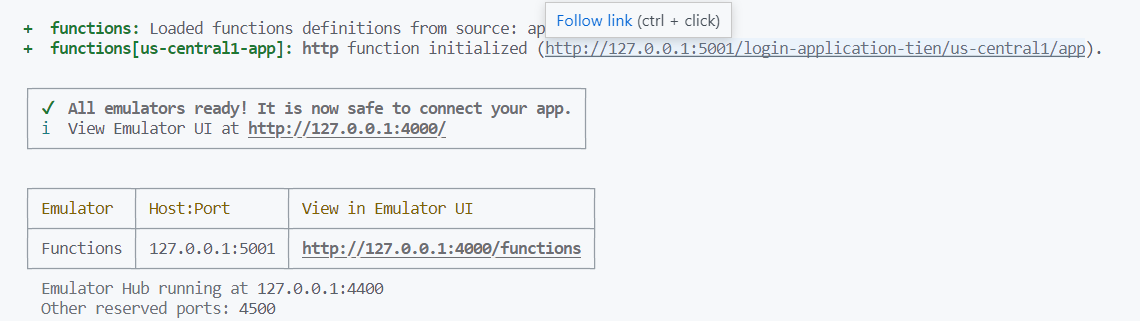 Follow link (ctrl + click)
+ functions: Loaded functions definitions from source: ap
+ functions[us-central1-app]: http function initialized (http://127.0.0.1:5001/login-application-tien/us-central1/app).
✓ All emulators ready! It is now safe to connect your app.
i View Emulator UI at http://127.0.0.1:4000/
Emulator Host:Port View in Emulator UI
Functions 127.0.0.1:5001 http://127.0.0.1:4000/functions
Emulator Hub running at 127.0.0.1:4400
Other reserved ports: 4500